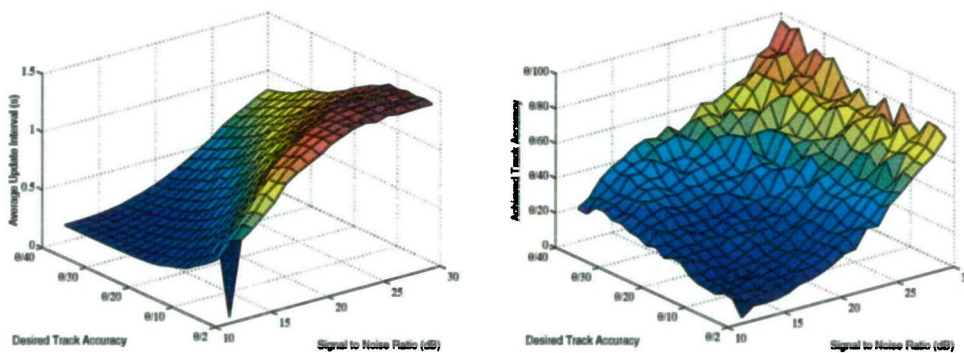 Average Update Interval (s)
1.5
1
0.5
0
θ/40
θ/30
θ/20
θ/10
θ/2
10
15
20
25
30
Desired Track Accuracy
Signal to Noise Ratio (dB)
Achieved Track Accuracy
θ/100
θ/80
θ/60
θ/40
θ/20
0
θ/40
θ/30
θ/20
θ/10
θ/2
10
15
20
25
3
Desired Track Accuracy
Signal to Noise Ratio (dB)